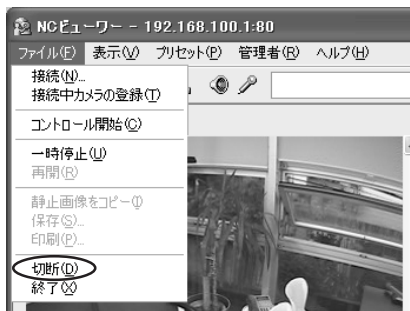 NCビューワー - 192.168.100.1:80
ファイル(F) 表示(V) プリセット(P) 管理者(R) ヘルプ(H)
接続(N)...
接続中カメラの登録(T)
コントロール開始(C)
一時停止(U)
再開(R)
静止画像をコピー(I)
保存(S)...
印刷(P)...
切断(D)
終了(X)